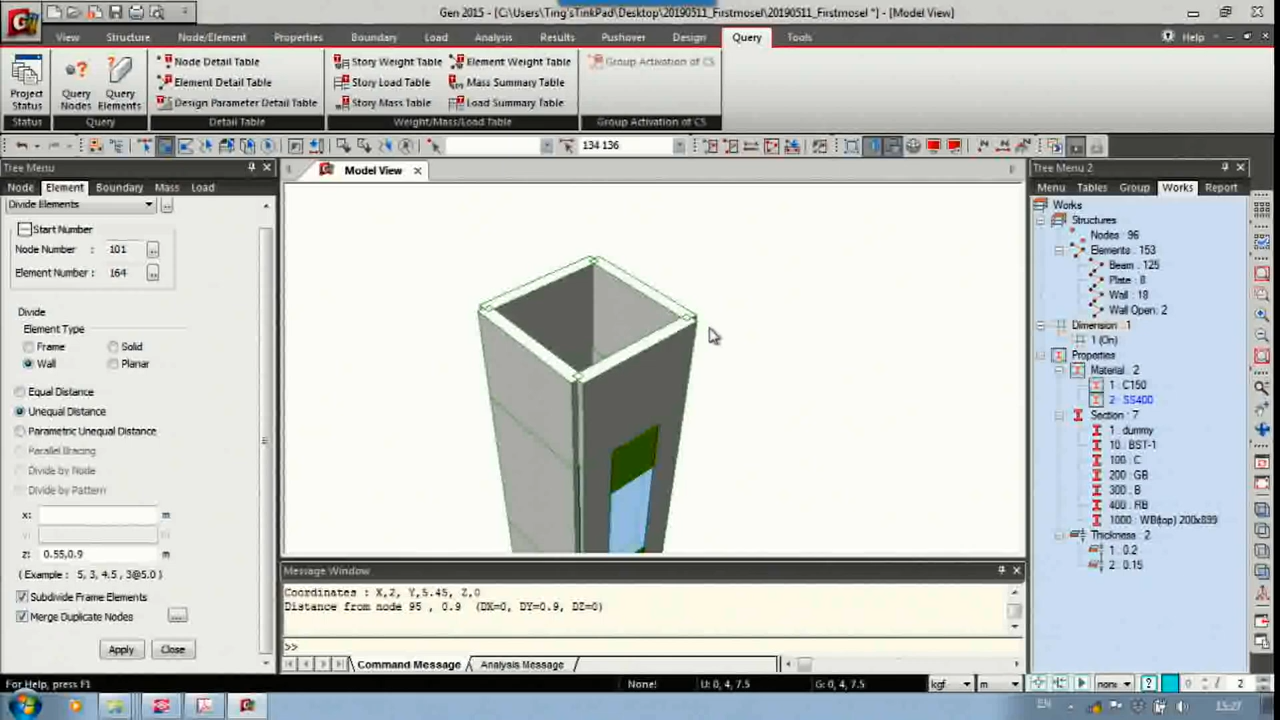 Gen 2015 - [C:\Users\Ting'sTinkPad\Desktop\20190511_Firstmosel\20190511_Firstmosel *] - [Model View]
View Structure Node/Element Properties Boundary Load Analysis Results Pushover Design Query Tools Help
Project Status
Query Nodes
Query Elements
Node Detail Table
Element Detail Table
Design Parameter Detail Table
Story Weight Table
Story Load Table
Story Mass Table
Element Weight Table
Mass Summary Table
Load Summary Table
Group Activation of CS
Status Query Detail Table Weight/Mass/Load Table Group Activation of CS
134 136
Tree Menu
Node Element Boundary Mass Load
Divide Elements
Start Number
Node Number : 101
Element Number : 164
Divide
Element Type
Frame Solid
Wall Planar
Equal Distance
Unequal Distance
Parametric Unequal Distance
Parallel Bracing
Divide by Node
Divide by Pattern
x: m
m
z: 0.55,0.9 m
( Example : 5, 3, 4.5 , 3@5.0 )
Subdivide Frame Elements
Merge Duplicate Nodes
Apply Close
Model View
Message Window
Coordinates : X,2, Y,5.45, Z,0
Distance from node 95 , 0.9 (DX=0, DY=0.9, DZ=0)
>>
Command Message Analysis Message
Tree Menu 2
Menu Tables Group Works Report
Works
Structures
Nodes : 96
Elements : 153
Beam : 125
Plate : 8
Wall : 18
Wall Open: 2
Dimension : 1
1 (On)
Properties
Material : 2
1 : C150
2 : SS400
Section : 7
1 : dummy
10 : BST-1
100 : C
200 : GB
300 : B
400 : RB
1000 : WB(top) 200x899
Thickness : 2
1 : 0.2
2 : 0.15
For Help, press F1
None!
U: 0, 4, 7.5
G: 0, 4, 7.5
kgf m none ? 0 / 2
EN 15:27